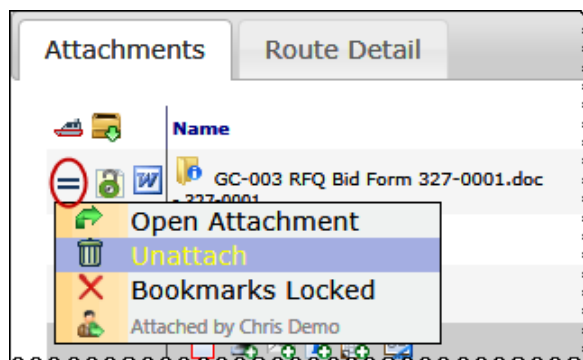 Attachments Route Detail
Name
GC-003 RFQ Bid Form 327-0001.doc
- 327-0001
Open Attachment
Unattach
Bookmarks Locked
Attached by Chris Demo